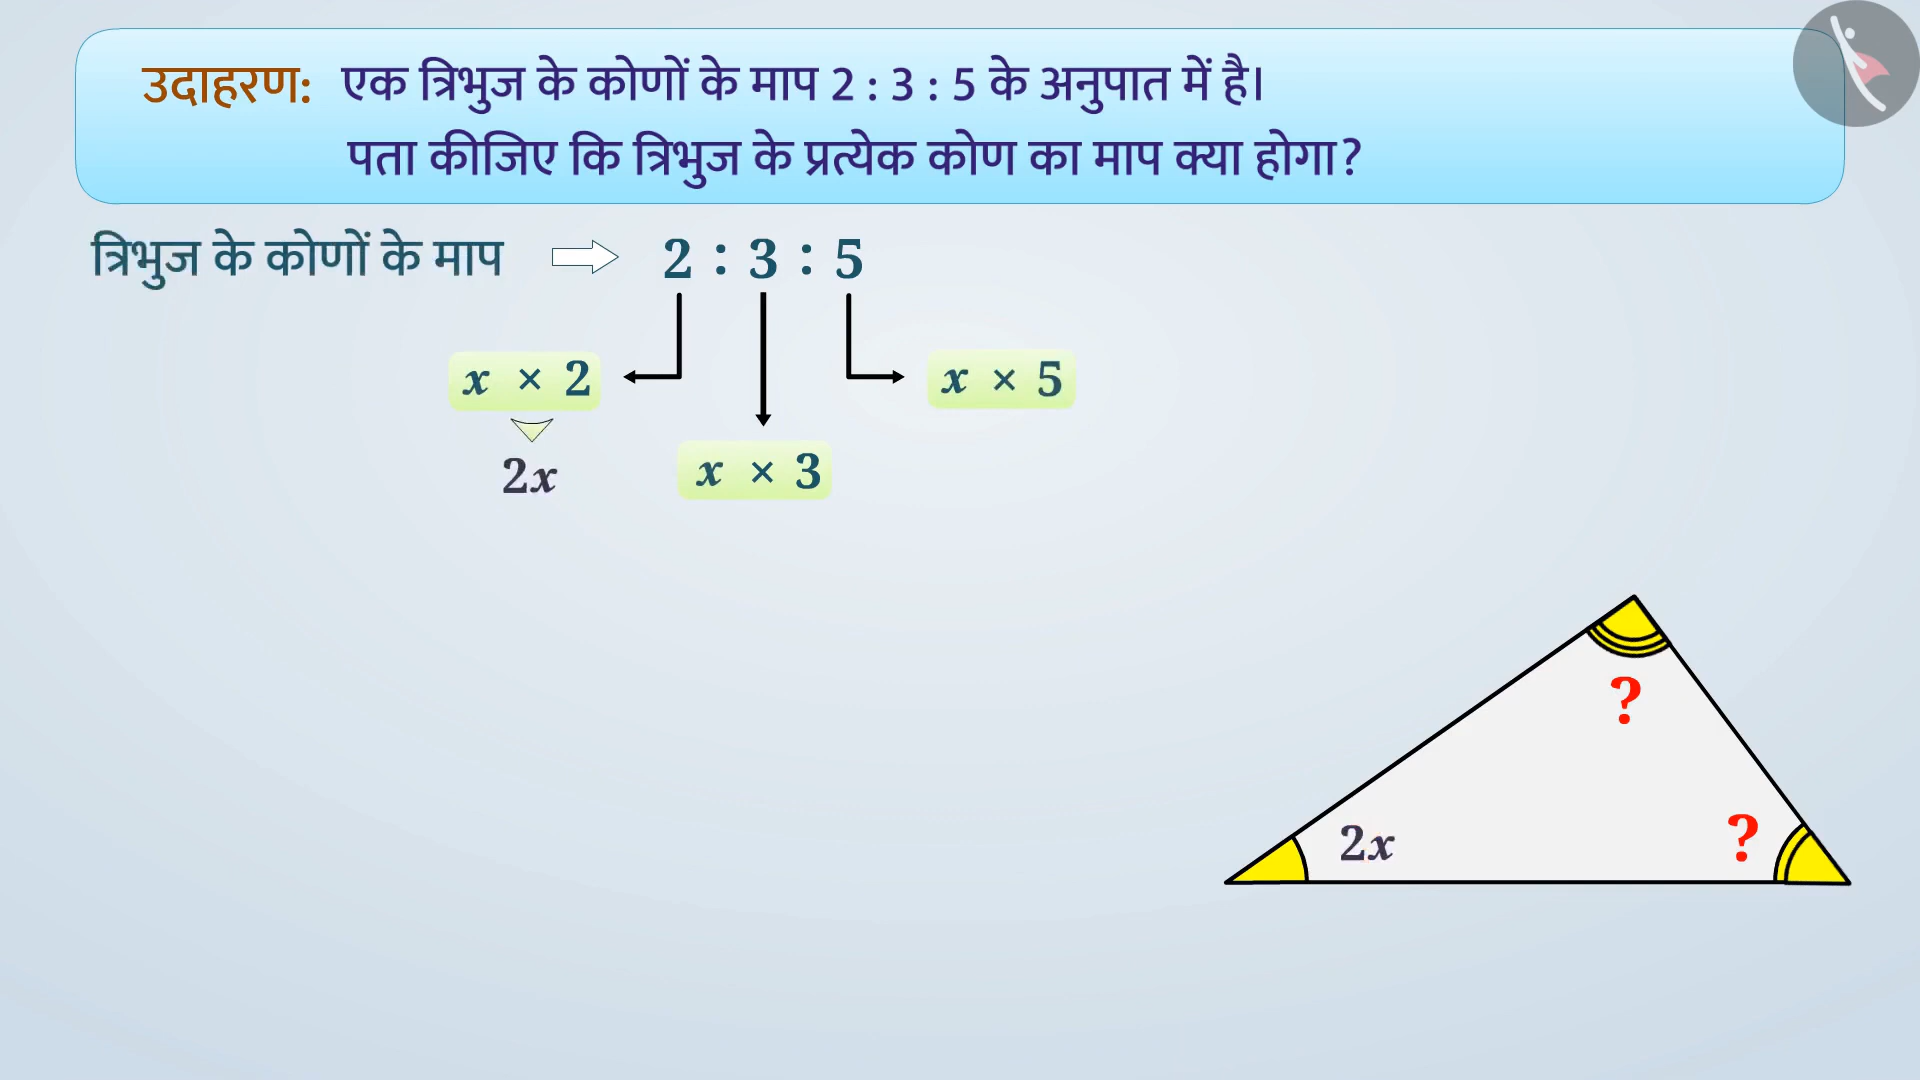 उदाहरण: एक त्रिभुज के कोणों के माप 2 : 3 : 5 के अनुपात में है।
पता कीजिए कि त्रिभुज के प्रत्येक कोण का माप क्या होगा?
त्रिभुज के कोणों के माप 2 : 3 : 5
x × 2 x × 5
2x x × 3
?
2x ?